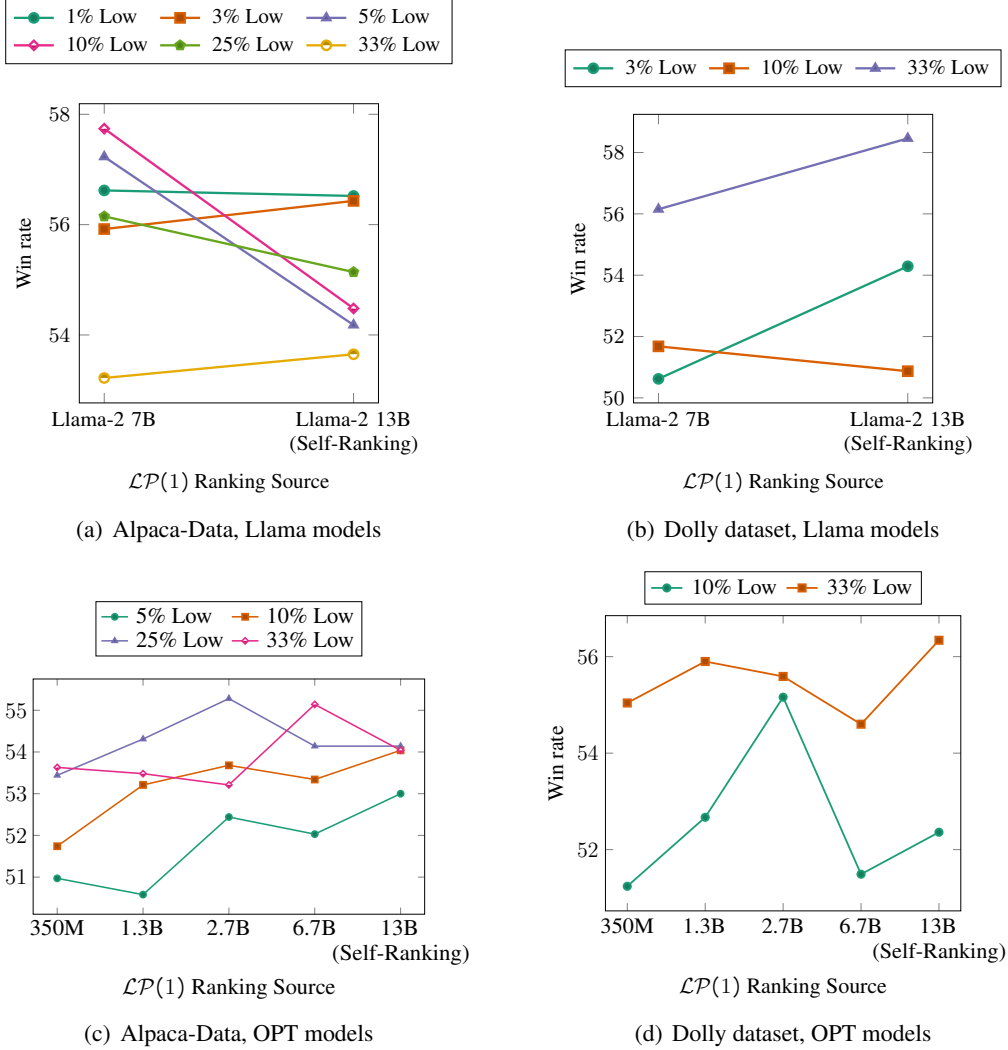 1% Low 3% Low 5% Low
10% Low 25% Low 33% Low
58
56
54
Win rate
Llama-2 7B Llama-2 13B
(Self-Ranking)
LP(1) Ranking Source
(a) Alpaca-Data, Llama models
3% Low 10% Low 33% Low
58
56
54
52
50
Win rate
Llama-2 7B Llama-2 13B
(Self-Ranking)
LP(1) Ranking Source
(b) Dolly dataset, Llama models
5% Low 10% Low
25% Low 33% Low
55
54
53
52
51
350M 1.3B 2.7B 6.7B 13B
(Self-Ranking)
LP(1) Ranking Source
(c) Alpaca-Data, OPT models
10% Low 33% Low
56
54
52
Win rate
350M 1.3B 2.7B 6.7B 13B
(Self-Ranking)
LP(1) Ranking Source
(d) Dolly dataset, OPT models